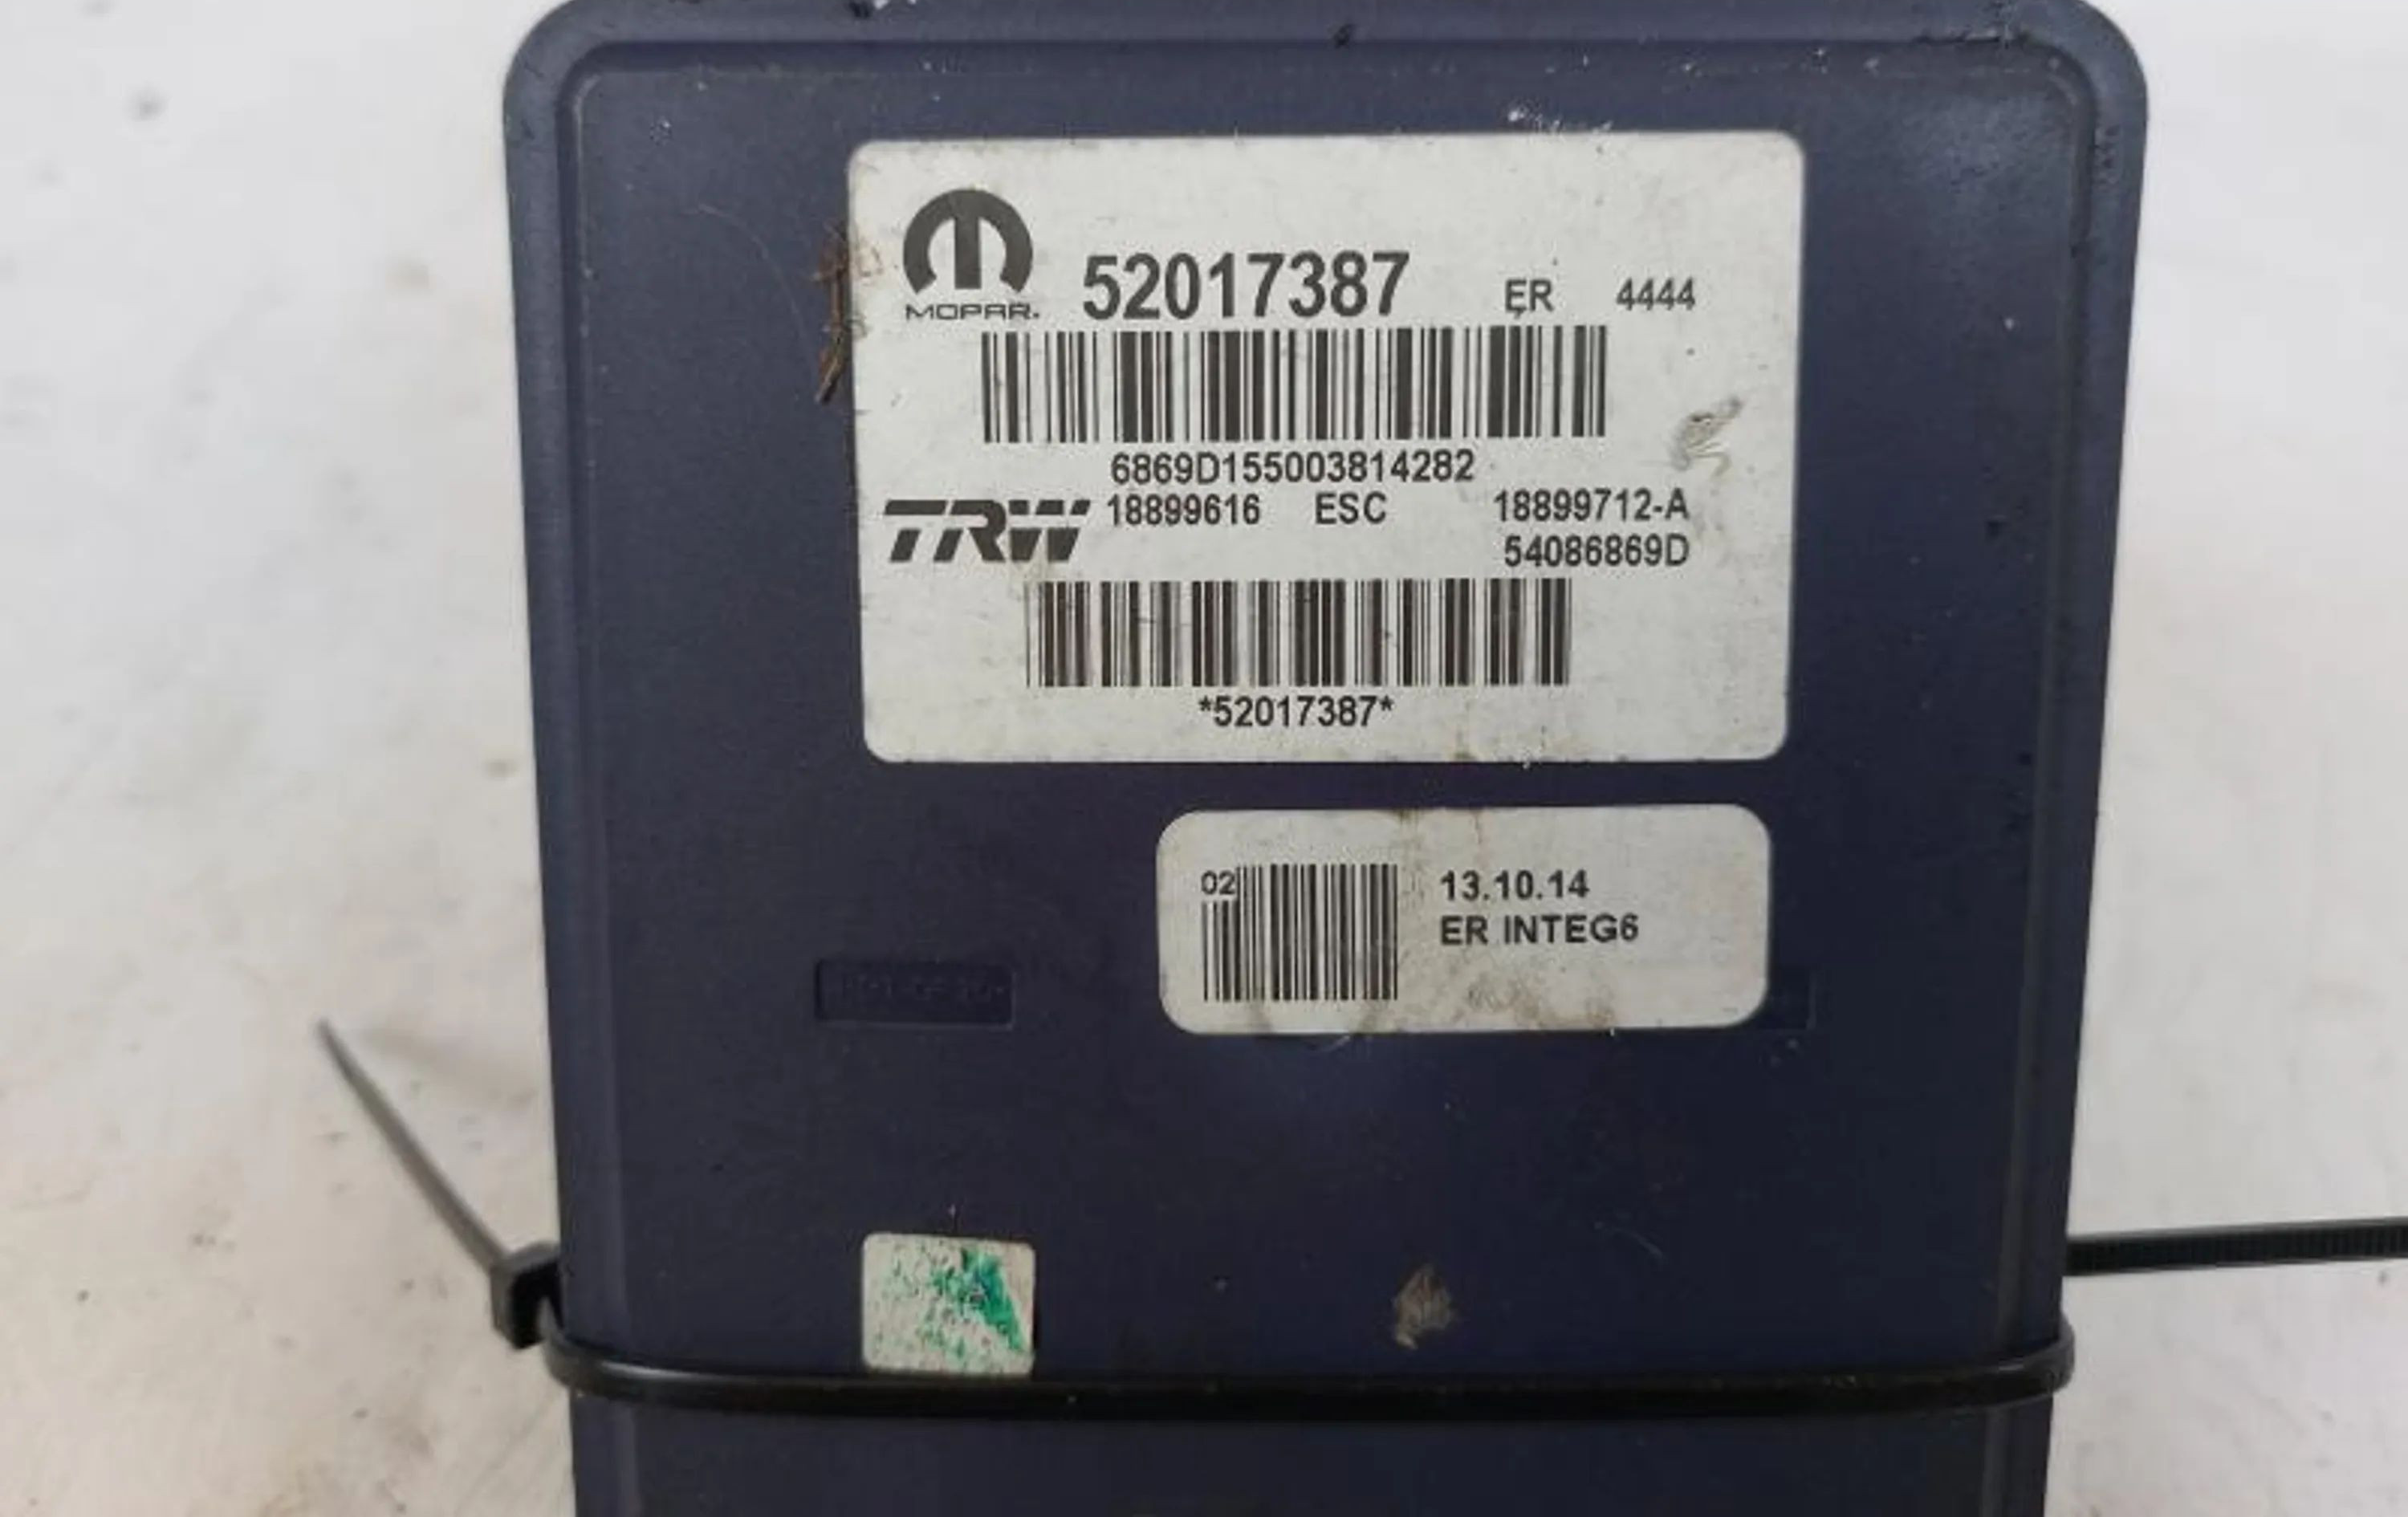 MOPAR. 52017387 ER 4444
6869D155003814282
TRW 18899616 ESC 18899712-A
54086869D
*52017387*
02 13.10.14
ER INTEG6